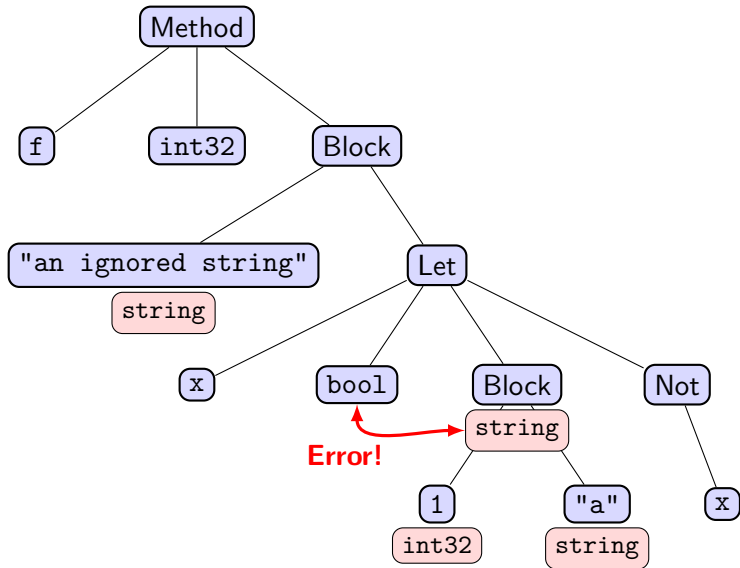 Method
f int32 Block
"an ignored string" Let
string
x bool Block Not
string
Error!
1 "a" x
int32 string